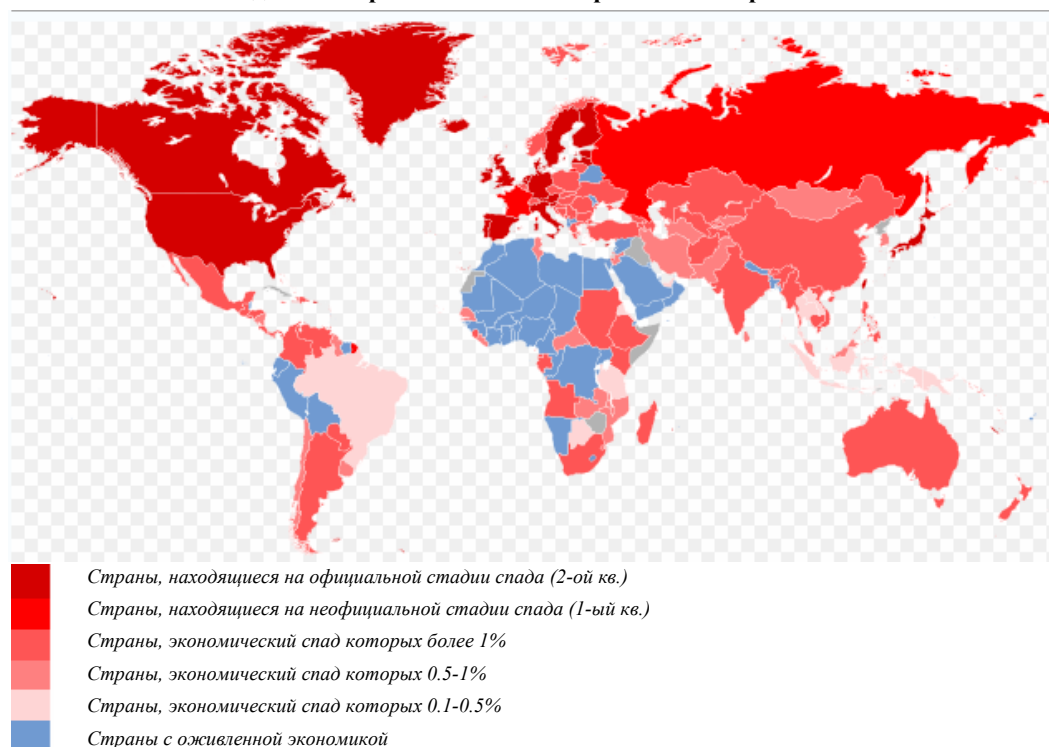 Страны, находящиеся на официальной стадии спада (2-ой кв.)
Страны, находящиеся на неофициальной стадии спада (1-ый кв.)
Страны, экономический спад которых более 1%
Страны, экономический спад которых 0.5-1%
Страны, экономический спад которых 0.1-0.5%
Страны с оживленной экономикой